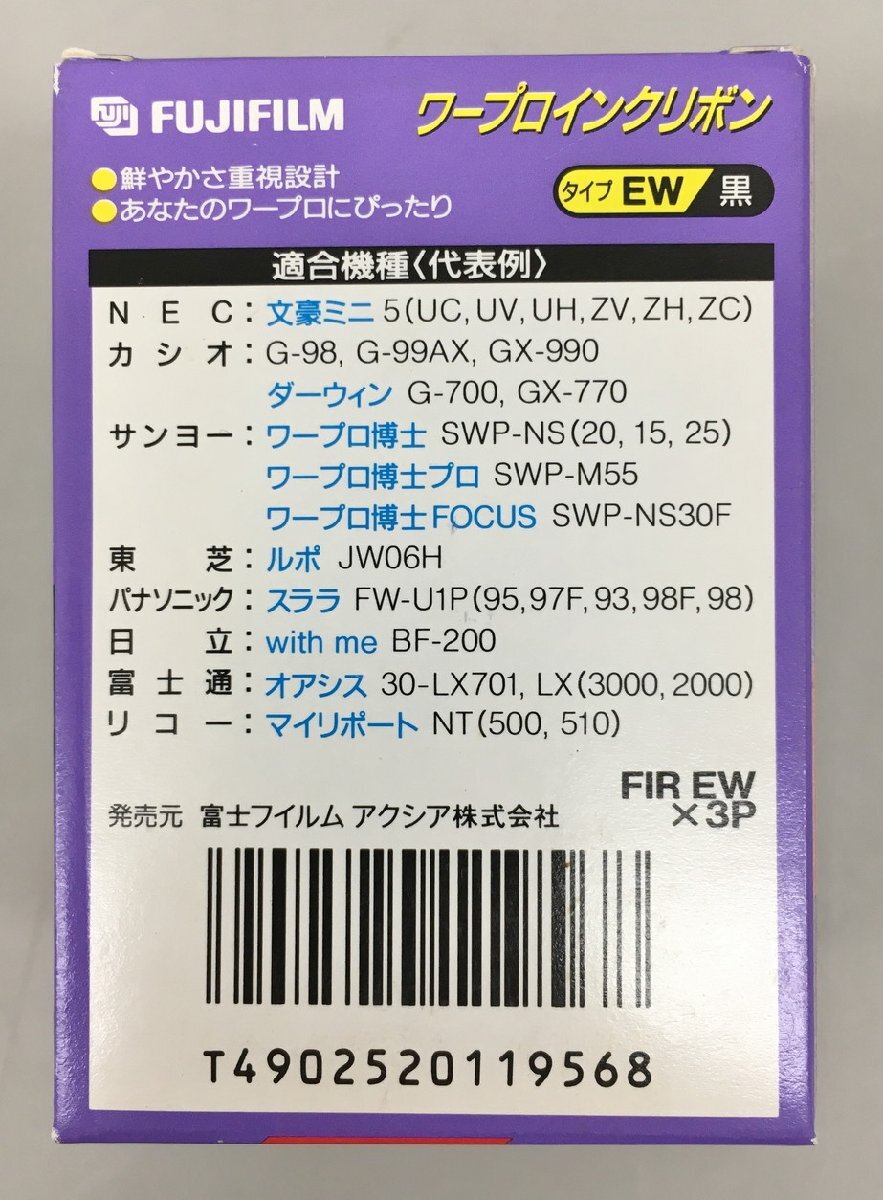 FUJI FUJIFILM
ワープロインクリボン
●鮮やかさ重視設計
●あなたのワープロにぴったり
タイプ EW/黒
適合機種〈代表例〉
NEC:文豪ミニ 5(UC,UV,UH,ZV,ZH,ZC)
カシオ:G-98, G-99AX, GX-990
ダーウィン G-700, GX-770
サンヨー:ワープロ博士 SWP-NS(20, 15, 25)
ワープロ博士プロ SWP-M55
ワープロ博士FOCUS SWP-NS30F
東芝:ルポ JW06H
パナソニック:スララ FW-U1P(95,97F,93,98F,98)
日立:with me BF-200
富士通:オアシス 30-LX701, LX(3000,2000)
リコー:マイリポート NT(500, 510)
FIR EW
×3P
発売元 富士フイルム アクシア株式会社
T4902520119568